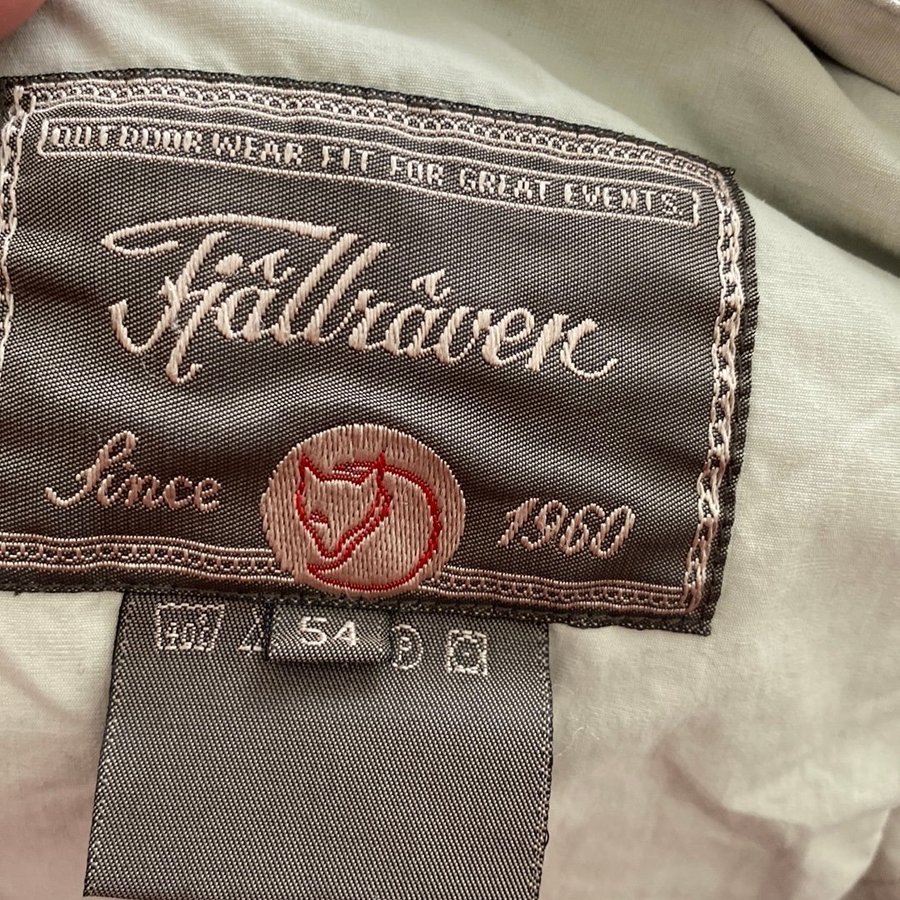 OUTDOOR WEAR FIT FOR GREAT EVENTS.
Fjällräven
Since 1960
40°
54
P